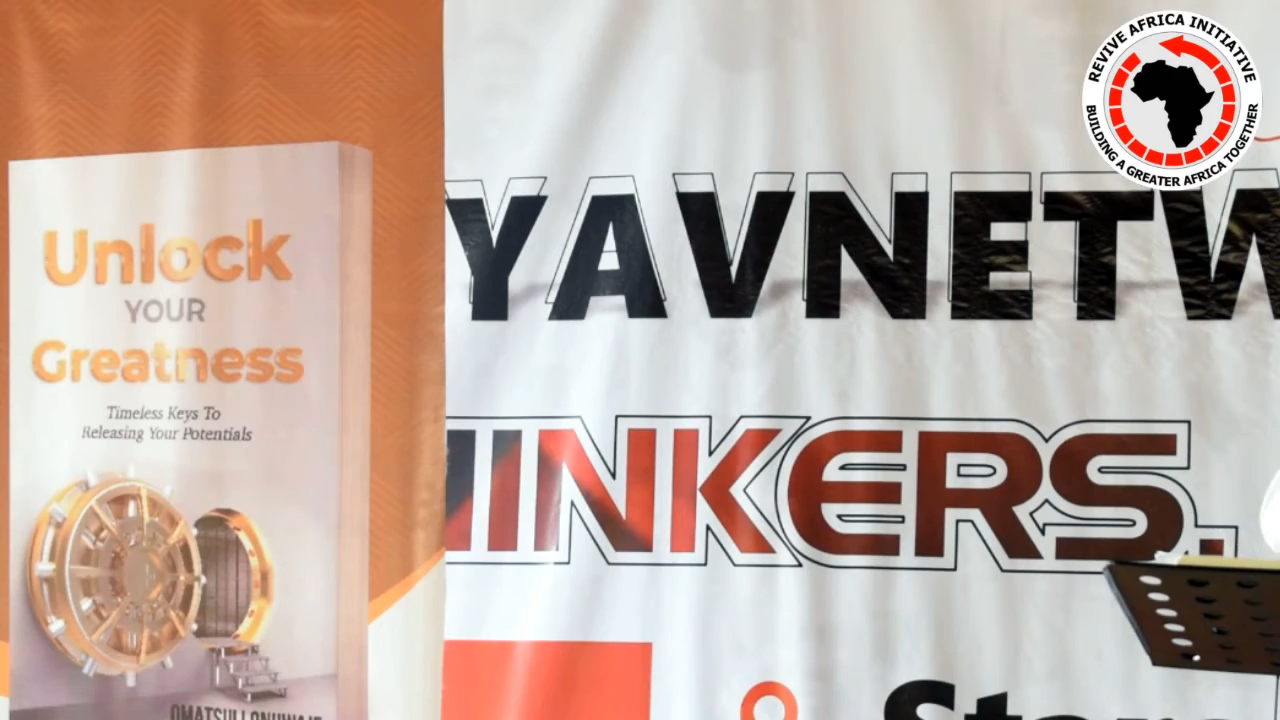 Unlock
YOUR
Greatness
Timeless Keys To
Releasing Your Potentials
YAVNETW
INKERS.
REVIVE AFRICA INITIATIVE
BUILDING A GREATER AFRICA TOGETHER